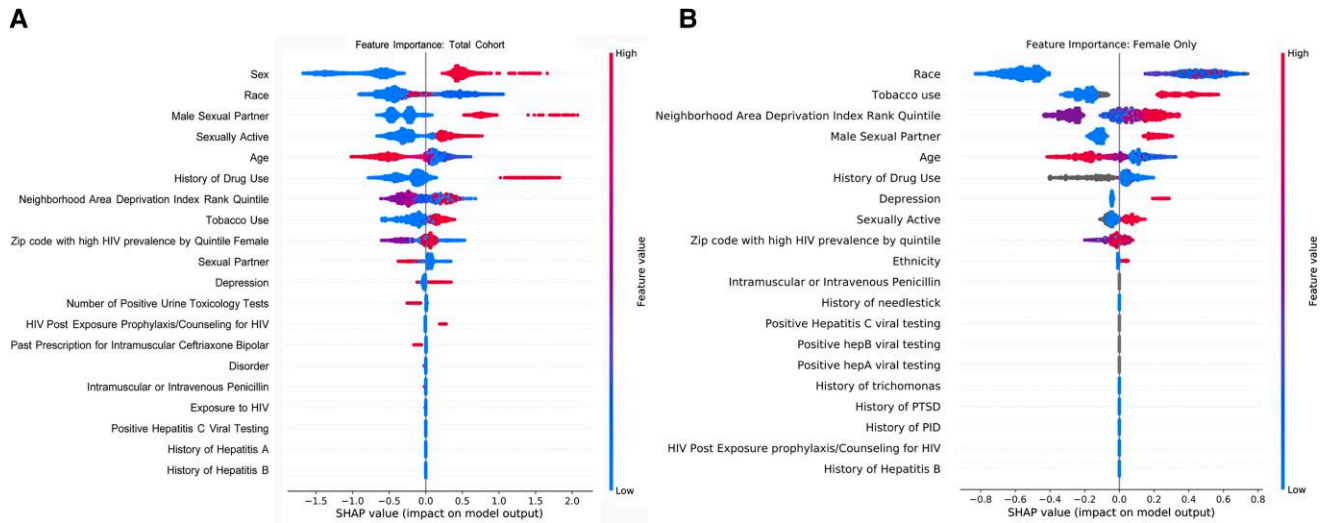 A
Feature Importance: Total Cohort
High
Sex
Race
Male Sexual Partner
Sexually Active
Age
History of Drug Use
Neighborhood Area Deprivation Index Rank Quintile
Tobacco Use
Zip code with high HIV prevalence by Quintile Female
Sexual Partner
Depression
Number of Positive Urine Toxicology Tests
HIV Post Exposure Prophylaxis/Counseling for HIV
Past Prescription for Intramuscular Ceftriaxone Bipolar
Disorder
Intramuscular or Intravenous Penicillin
Exposure to HIV
Positive Hepatitis C Viral Testing
History of Hepatitis A
History of Hepatitis B
Feature value
Low
−1.5 −1.0 −0.5 0.0 0.5 1.0 1.5 2.0
SHAP value (impact on model output)
B
Feature Importance: Female Only
High
Race
Tobacco use
Neighborhood Area Deprivation Index Rank Quintile
Male Sexual Partner
Age
History of Drug Use
Depression
Sexually Active
Zip code with high HIV prevalence by quintile
Ethnicity
Intramuscular or Intravenous Penicillin
History of needlestick
Positive Hepatitis C viral testing
Positive hepB viral testing
Positive hepA viral testing
History of trichomonas
History of PTSD
History of PID
HIV Post Exposure prophylaxis/Counseling for HIV
History of Hepatitis B
Feature value
Low
−0.8 −0.6 −0.4 −0.2 0.0 0.2 0.4 0.6 0.8
SHAP value (impact on model output)